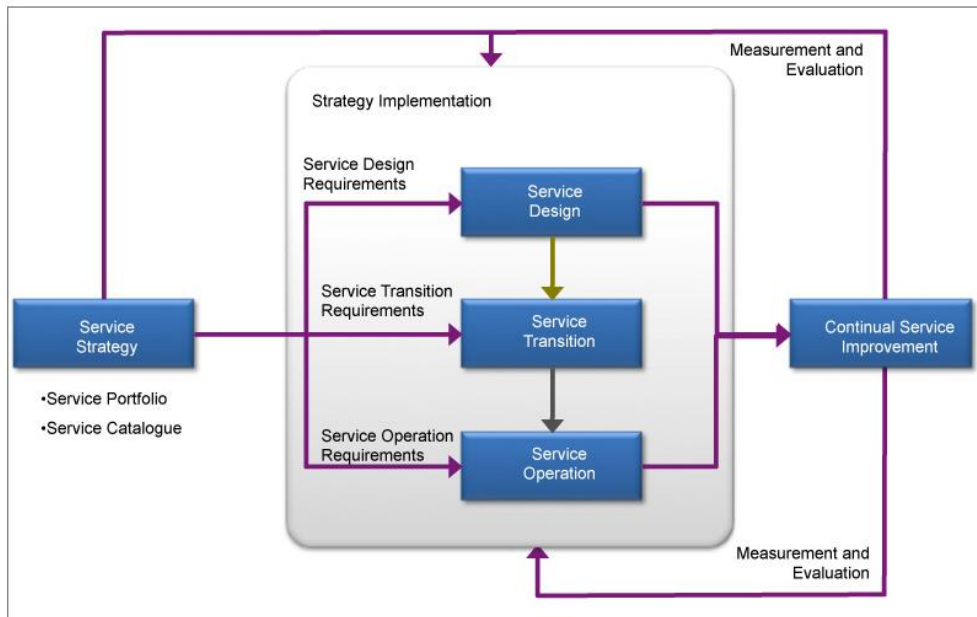 Measurement and
Evaluation
Strategy Implementation
Service Design
Requirements
Service
Design
Service Transition
Requirements
Service
Strategy
Service
Transition
Continual Service
Improvement
•Service Portfolio
•Service Catalogue
Service Operation
Requirements
Service
Operation
Measurement and
Evaluation